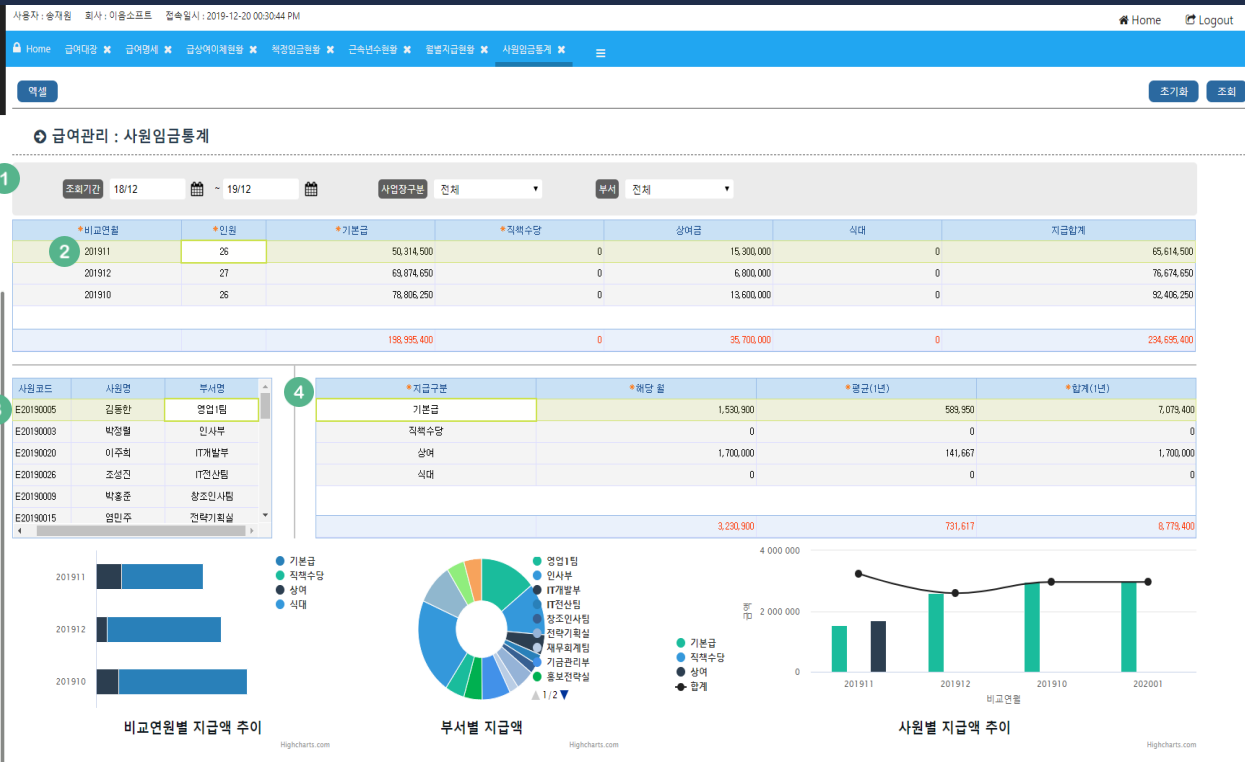 사용자 : 송재원 회사 : 이음소프트 접속일시 : 2019-12-20 00:30:44 PM Home Logout
Home 급여대장 급여명세 급상여이체현황 책정임금현황 근속년수현황 월별지급현황 사원임금통계
엑셀 초기화 조회
급여관리 : 사원임금통계
1
조회기간 18/12 ~ 19/12 사업장구분 전체 부서 전체
*비교연월 *인원 *기본급 *직책수당 상여금 식대 지급합계
2 201911 26 50,314,500 0 15,300,000 0 65,614,500
201912 27 69,874,650 0 6,800,000 0 76,674,650
201910 26 78,806,250 0 13,600,000 0 92,406,250
198,995,400 0 35,700,000 0 234,695,400
사원코드 사원명 부서명
E20190005 김동한 영업1팀
E20190003 박정렬 인사부
E20190020 이주희 IT개발부
E20190026 조성진 IT전산팀
E20190009 박홍준 창조인사팀
E20190015 염민주 전략기획실
4 *지급구분 *해당 월 *평균(1년) *합계(1년)
기본급 1,530,900 589,950 7,079,400
직책수당 0 0 0
상여 1,700,000 141,667 1,700,000
식대 0 0 0
3,230,900 731,617 8,779,400
201911
201912
201910
기본급
직책수당
상여
식대
비교연원별 지급액 추이
Highcharts.com
영업1팀
인사부
IT개발부
IT전산팀
창조인사팀
전략기획실
재무회계팀
기금관리부
홍보전략실
1/2
부서별 지급액
Highcharts.com
기본급
직책수당
상여
합계
4 000 000
2 000 000
0
금액
201911 201912 201910 202001
비교연월
사원별 지급액 추이
Highcharts.com